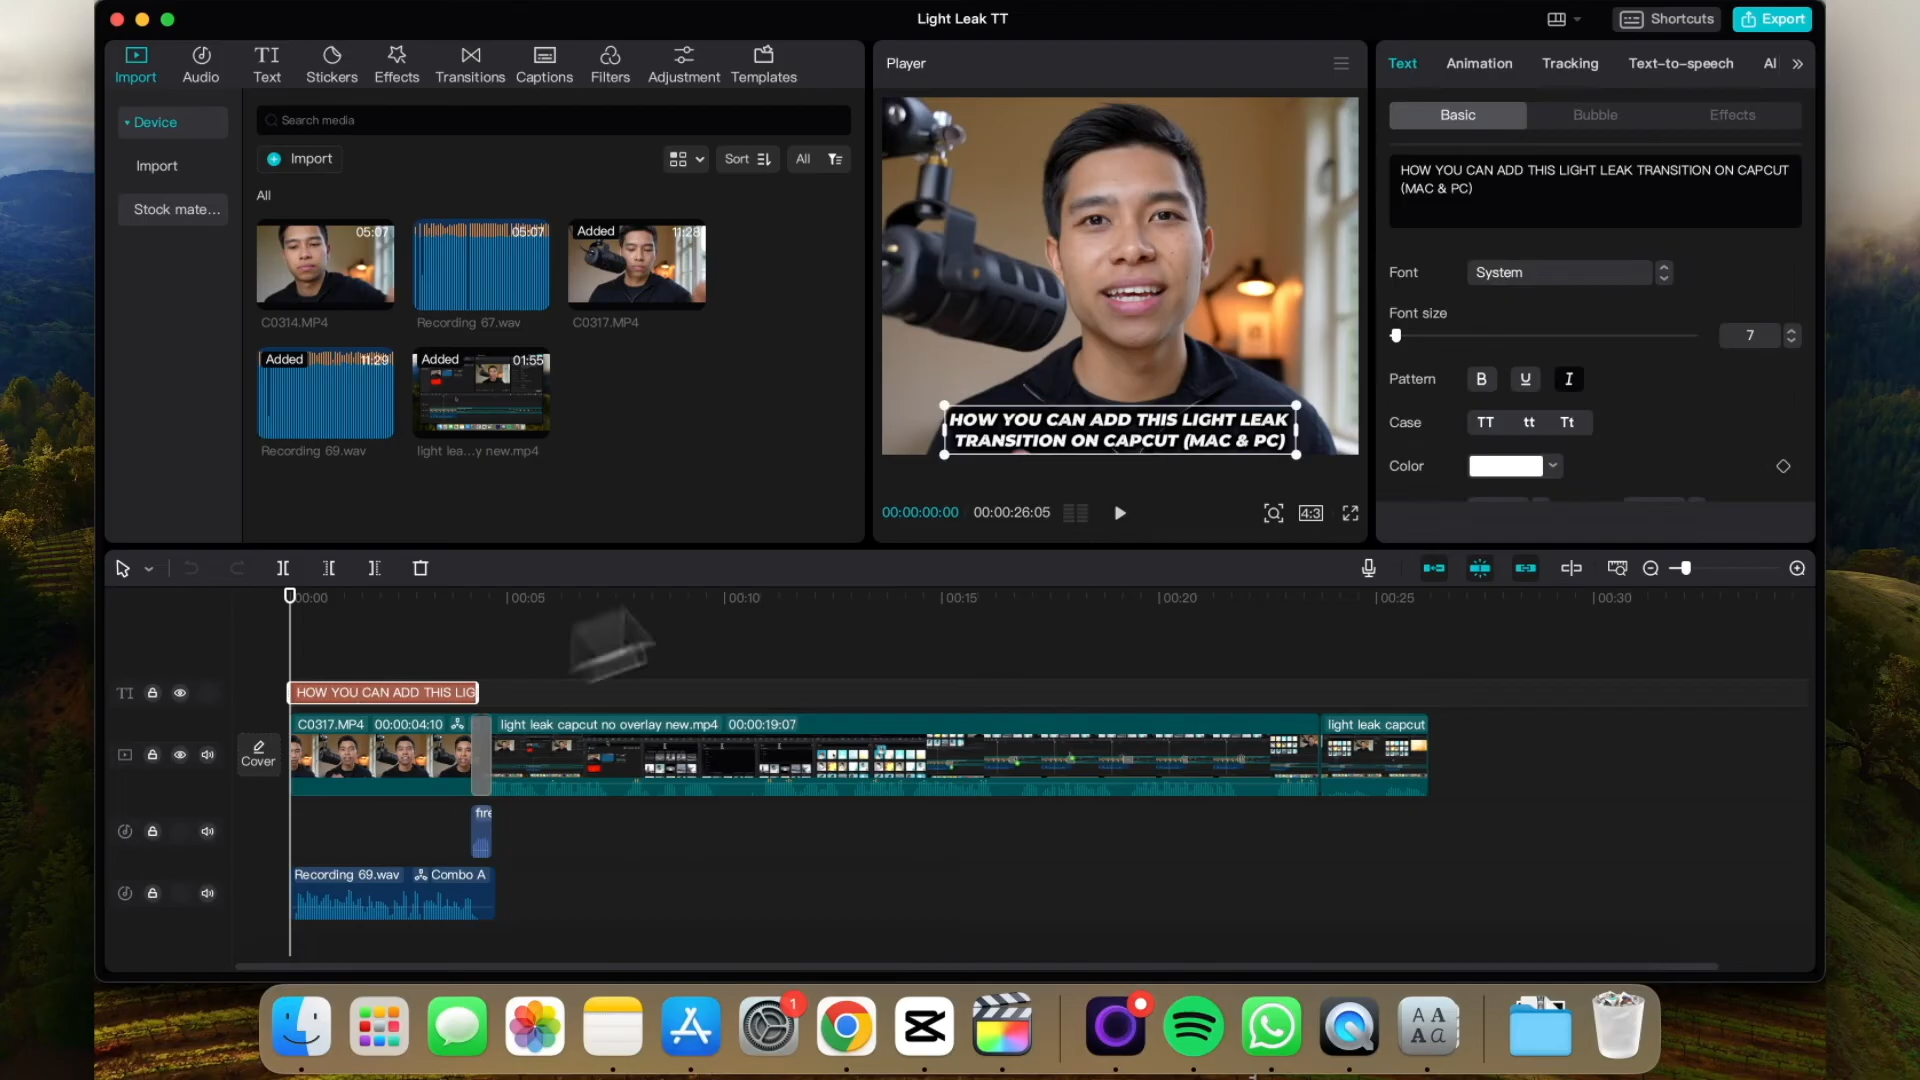 Light Leak TT
Shortcuts
Export
Import
Audio
TI
Text
Stickers
Effects
Transitions
Captions
Filters
Adjustment
Templates
Device
Import
Stock mate...
Search media
Import
Sort
All
All
05:07
C0314.MP4
05:07
Recording 67.wav
Added
11:28
C0317.MP4
Added
11:29
Recording 69.wav
Added
01:55
light lea...y new.mp4
Player
HOW YOU CAN ADD THIS LIGHT LEAK
TRANSITION ON CAPCUT (MAC & PC)
00:00:00:00
00:00:26:05
4:3
Text
Animation
Tracking
Text-to-speech
AI
Basic
Bubble
Effects
HOW YOU CAN ADD THIS LIGHT LEAK TRANSITION ON CAPCUT
(MAC & PC)
Font
System
Font size
7
Pattern
B
U
I
Case
TT
tt
Tt
Color
00:00
00:05
00:10
00:15
00:20
00:25
00:30
TI
HOW YOU CAN ADD THIS LIG
Cover
C0317.MP4 00:00:04:10
light leak capcut no overlay new.mp4 00:00:19:07
light leak capcut
fire
Recording 69.wav
Combo A
1
A A
A a